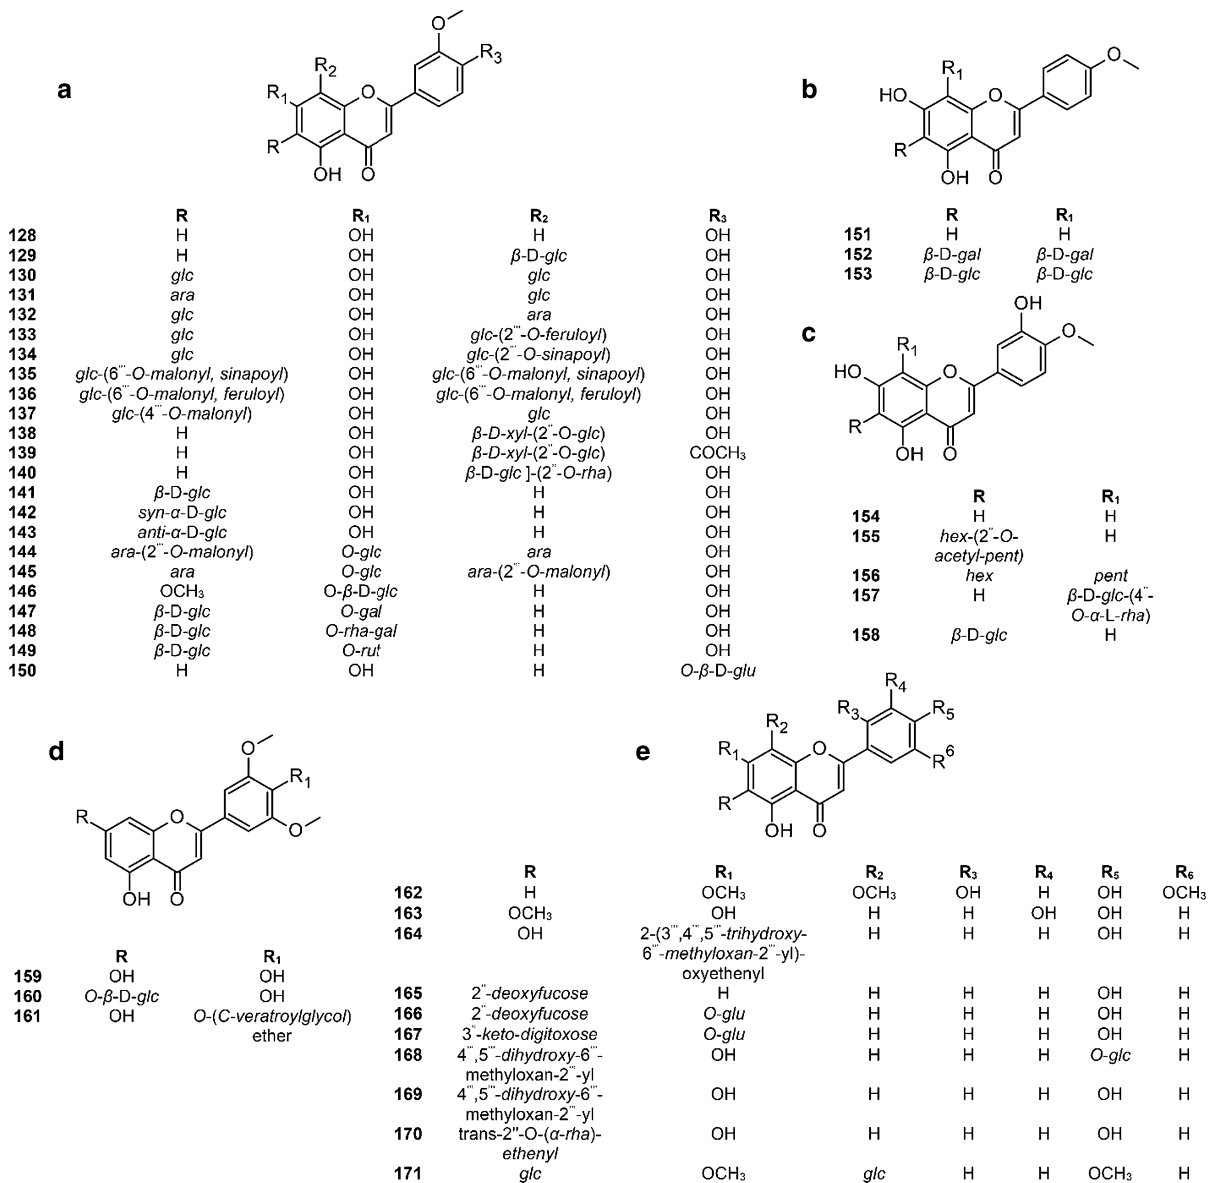 a
O
R2
R3
R1
O
R
OH
O
R R1 R2 R3
128 H OH H OH
129 H OH β-D-glc OH
130 glc OH glc OH
131 ara OH glc OH
132 glc OH ara OH
133 glc OH glc-(2'''-O-feruloyl) OH
134 glc OH glc-(2'''-O-sinapoyl) OH
135 glc-(6'''-O-malonyl, sinapoyl) OH glc-(6'''-O-malonyl, sinapoyl) OH
136 glc-(6'''-O-malonyl, feruloyl) OH glc-(6'''-O-malonyl, feruloyl) OH
137 glc-(4'''-O-malonyl) OH glc OH
138 H OH β-D-xyl-(2''-O-glc) OH
139 H OH β-D-xyl-(2''-O-glc) COCH3
140 H OH β-D-glc ]-(2''-O-rha) OH
141 β-D-glc OH H OH
142 syn-α-D-glc OH H OH
143 anti-α-D-glc OH H OH
144 ara-(2'''-O-malonyl) O-glc ara OH
145 ara O-glc ara-(2'''-O-malonyl) OH
146 OCH3 O-β-D-glc H OH
147 β-D-glc O-gal H OH
148 β-D-glc O-rha-gal H OH
149 β-D-glc O-rut H OH
150 H OH H O-β-D-glu
b
R1
O
HO
O
R
OH O
R R1
151 H H
152 β-D-gal β-D-gal
153 β-D-glc β-D-glc
c
OH
R1
O
HO
O
R
OH O
R R1
154 H H
155 hex-(2''-O- H
acetyl-pent)
156 hex pent
157 H β-D-glc-(4''-
O-α-L-rha)
158 β-D-glc H
d
O
R1
R
O
O
OH O
R R1
159 OH OH
160 O-β-D-glc OH
161 OH O-(C-veratroylglycol)
ether
e
R4
R3 R5
R2
R1
O
R6
R
OH O
R R1 R2 R3 R4 R5 R6
162 H OCH3 OCH3 OH H OH OCH3
163 OCH3 OH H H OH OH H
164 OH 2-(3''',4''',5'''-trihydroxy- H H H OH H
6'''-methyloxan-2'''-yl)-
oxyethenyl
165 2''-deoxyfucose H H H H OH H
166 2''-deoxyfucose O-glu H H H OH H
167 3''-keto-digitoxose O-glu H H H OH H
168 4''',5'''-dihydroxy-6'''- OH H H H O-glc H
methyloxan-2'''-yl
169 4''',5'''-dihydroxy-6'''- OH H H H OH H
methyloxan-2'''-yl
170 trans-2''-O-(α-rha)- OH H H H OH H
ethenyl
171 glc OCH3 glc H H OCH3 H